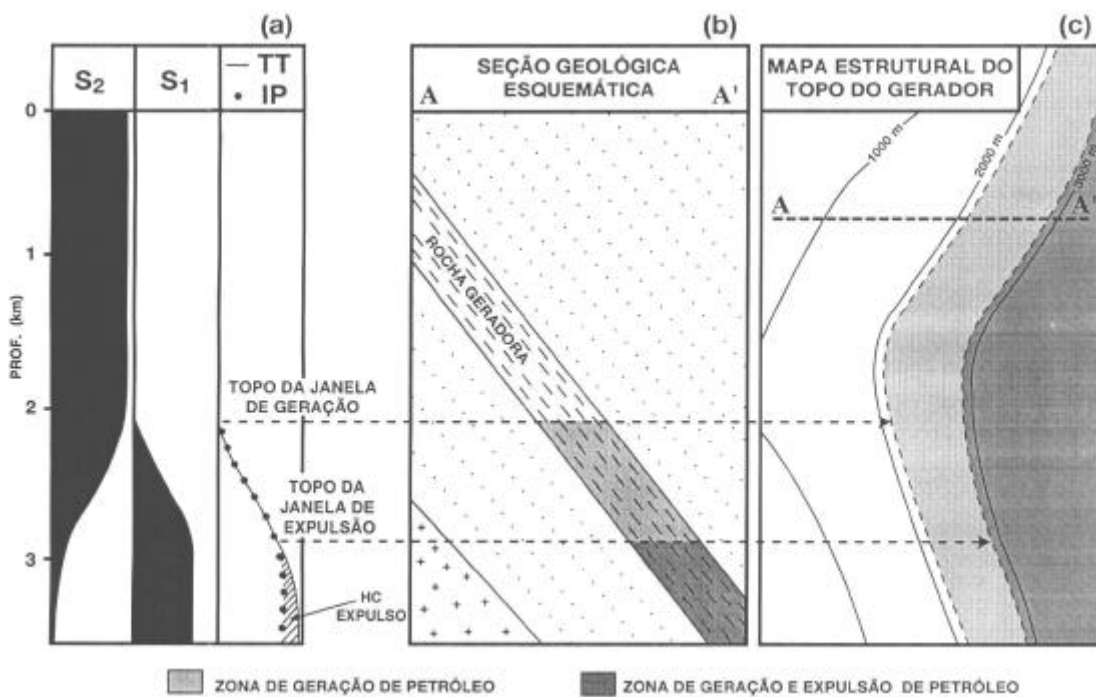 (a)
S2
S1
— TT
• IP
PROF. (km)
0
1
2
3
TOPO DA JANELA
DE GERAÇÃO
TOPO DA
JANELA DE
EXPULSÃO
HC
EXPULSO
(b)
SEÇÃO GEOLÓGICA
ESQUEMÁTICA
A
A'
ROCHA GERADORA
(c)
MAPA ESTRUTURAL DO
TOPO DO GERADOR
1000 m
2000 m
3000 m
A
A'
ZONA DE GERAÇÃO DE PETRÓLEO
ZONA DE GERAÇÃO E EXPULSÃO DE PETRÓLEO